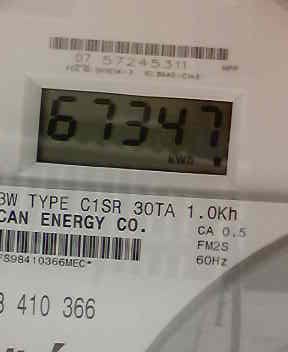 07 57245311
67347
kWh
3W TYPE C1SR 30TA 1.0Kh
CAN ENERGY CO.
CA 0.5
FM2S
60Hz
FS98410366MEC*
8 410 366